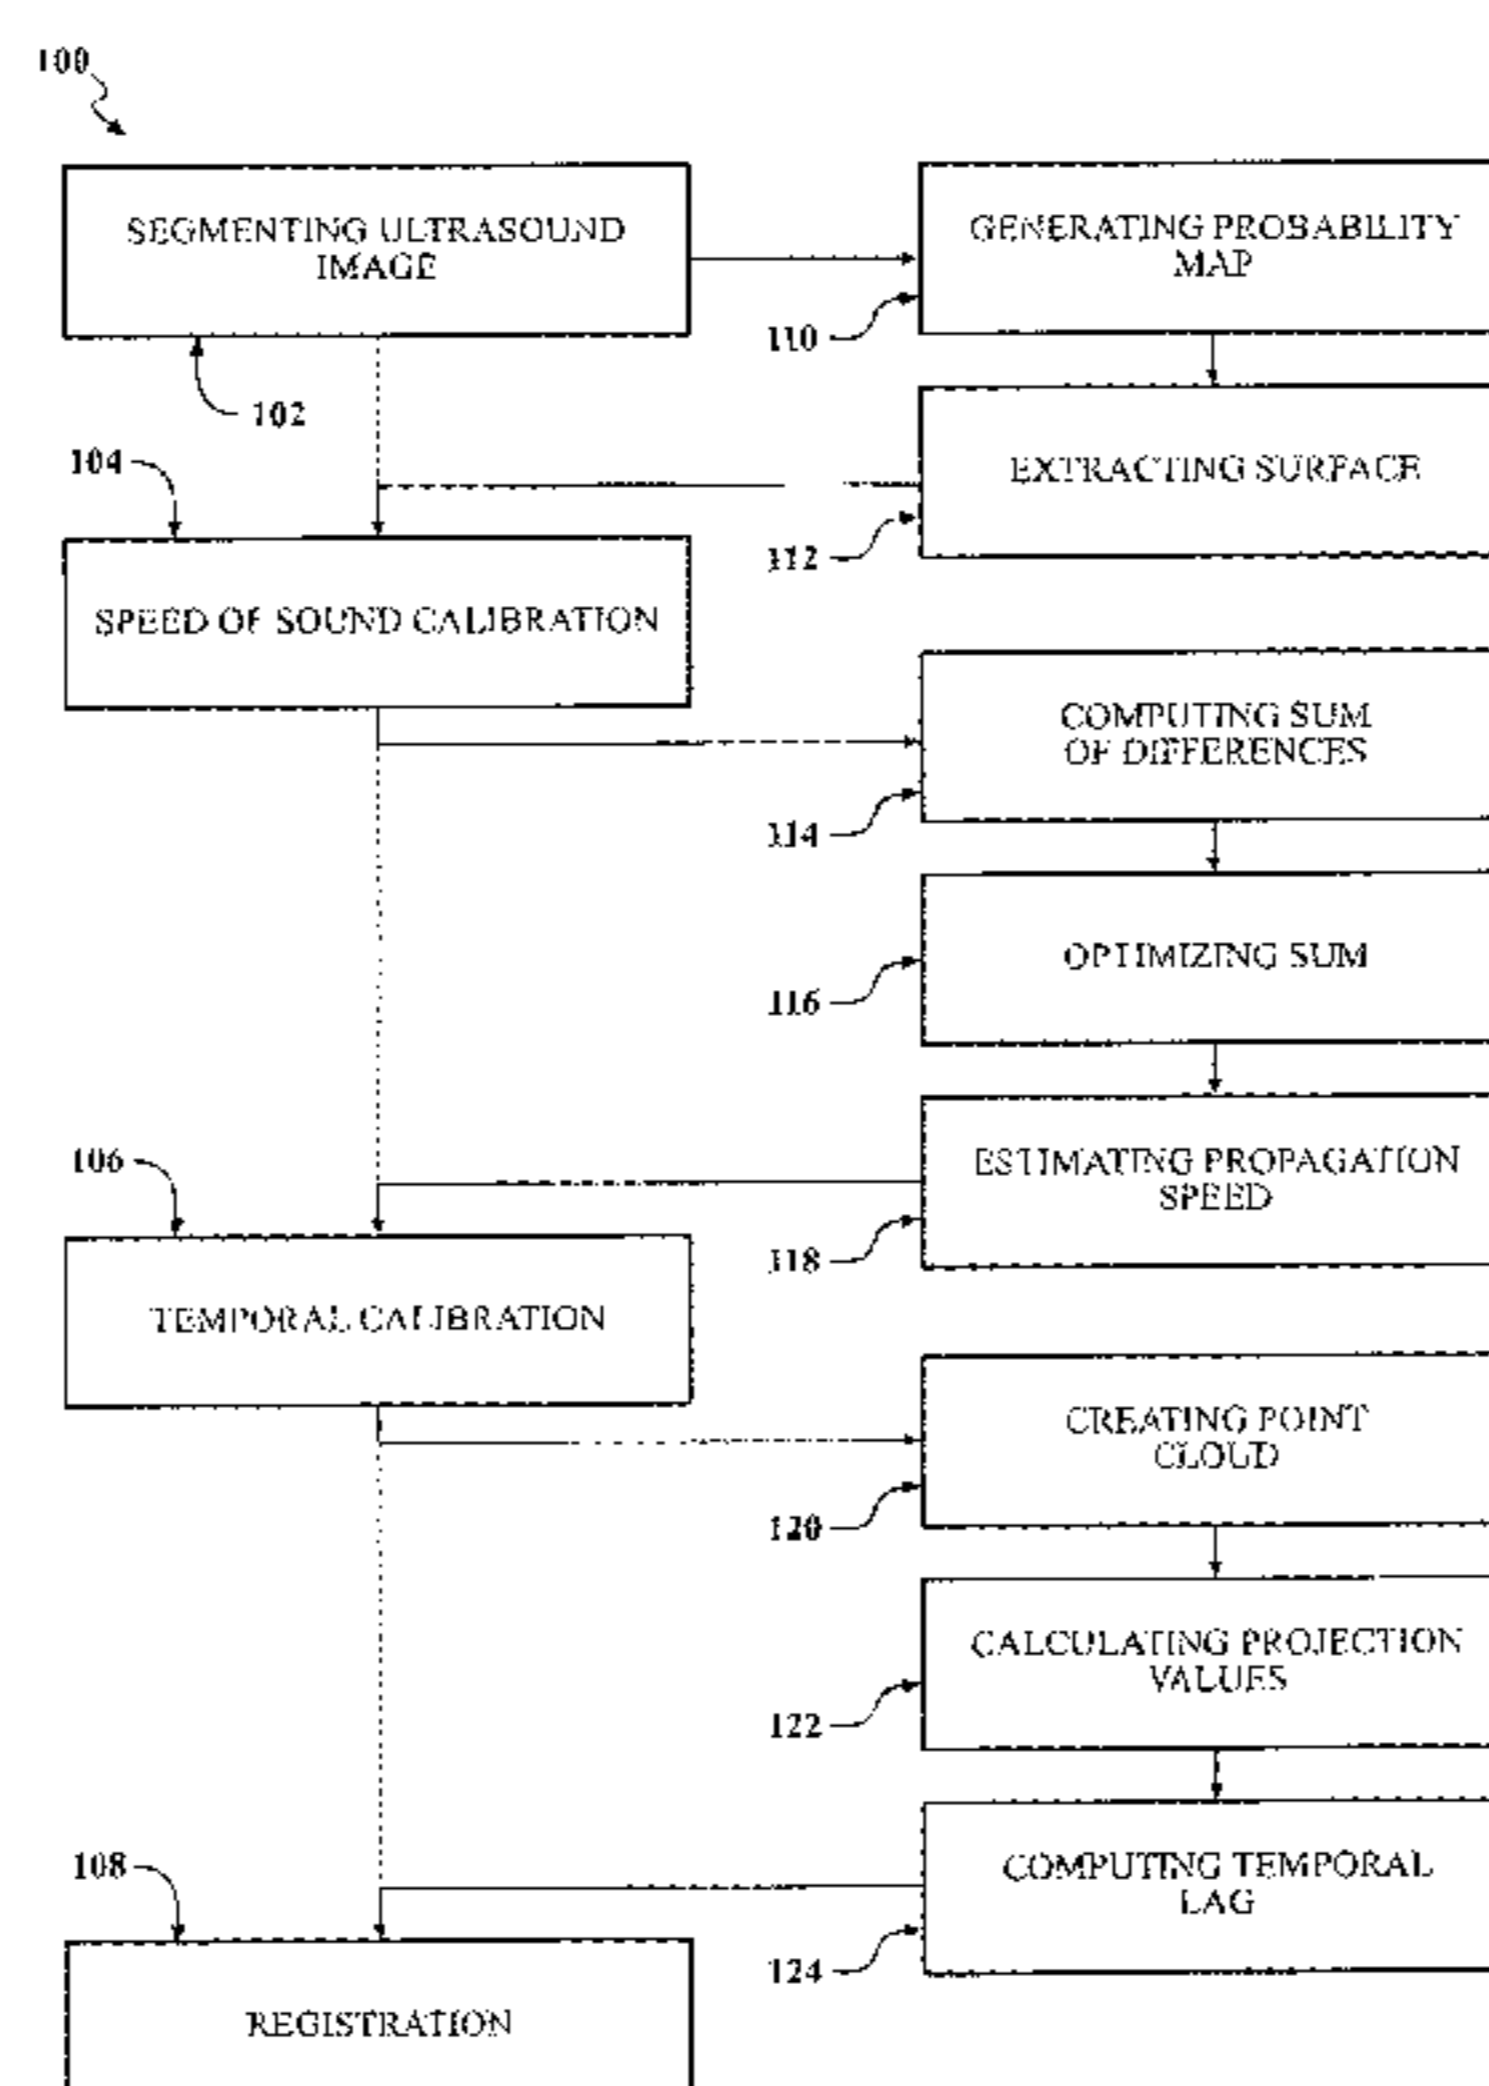 100
SEGMENTING ULTRASOUND
IMAGE
102
GENERATING PROBABILITY
MAP
110
EXTRACTING SURFACE
112
104
SPEED OF SOUND CALIBRATION
COMPUTING SUM
OF DIFFERENCES
114
OPTIMIZING SUM
116
ESTIMATING PROPAGATION
SPEED
118
106
TEMPORAL CALIBRATION
CREATING POINT
CLOUD
120
CALCULATING PROJECTION
VALUES
122
COMPUTING TEMPORAL
LAG
124
108
REGISTRATION